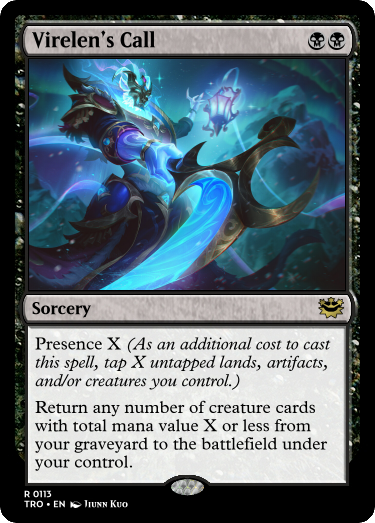 Virelen's Call
Sorcery
Presence X (As an additional cost to cast
this spell, tap X untapped lands, artifacts,
and/or creatures you control.)
Return any number of creature cards
with total mana value X or less from
your graveyard to the battlefield under
your control.
R 0113
TRO • EN Jiunn Kuo